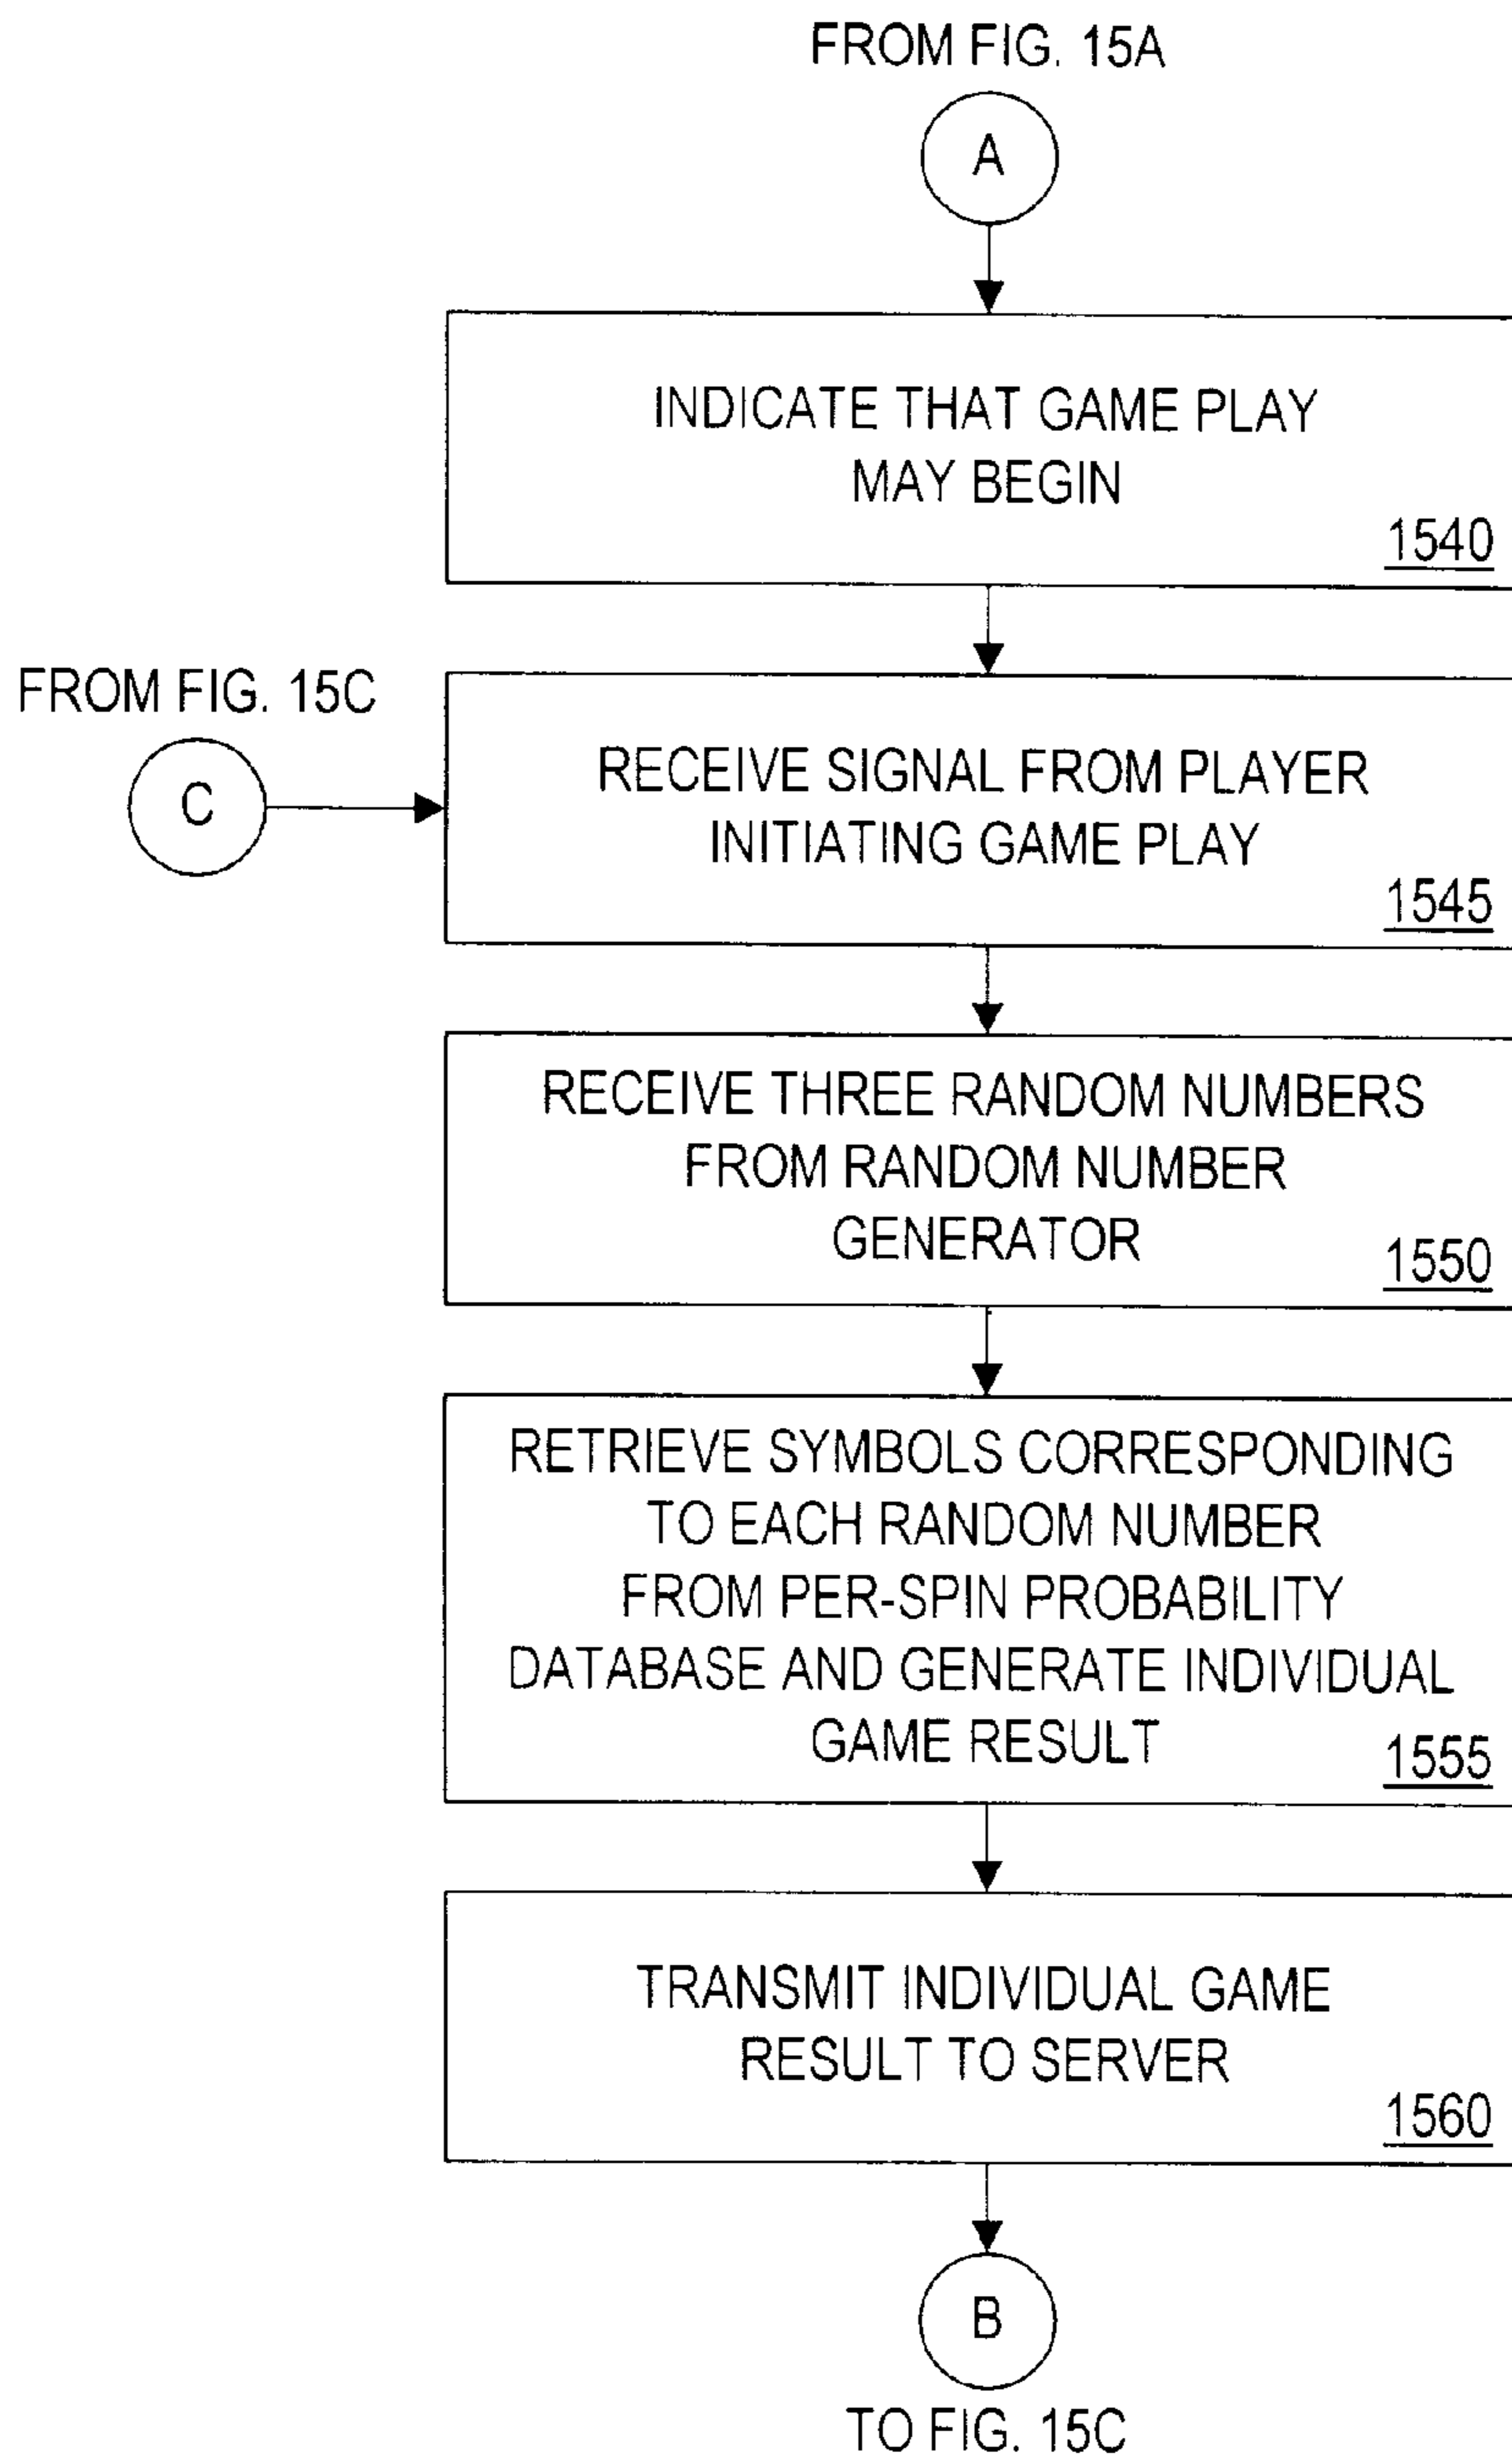 FROM FIG. 15A
A
INDICATE THAT GAME PLAY
MAY BEGIN
1540
FROM FIG. 15C
C
RECEIVE SIGNAL FROM PLAYER
INITIATING GAME PLAY
1545
RECEIVE THREE RANDOM NUMBERS
FROM RANDOM NUMBER
GENERATOR
1550
RETRIEVE SYMBOLS CORRESPONDING
TO EACH RANDOM NUMBER
FROM PER-SPIN PROBABILITY
DATABASE AND GENERATE INDIVIDUAL
GAME RESULT
1555
TRANSMIT INDIVIDUAL GAME
RESULT TO SERVER
1560
B
TO FIG. 15C